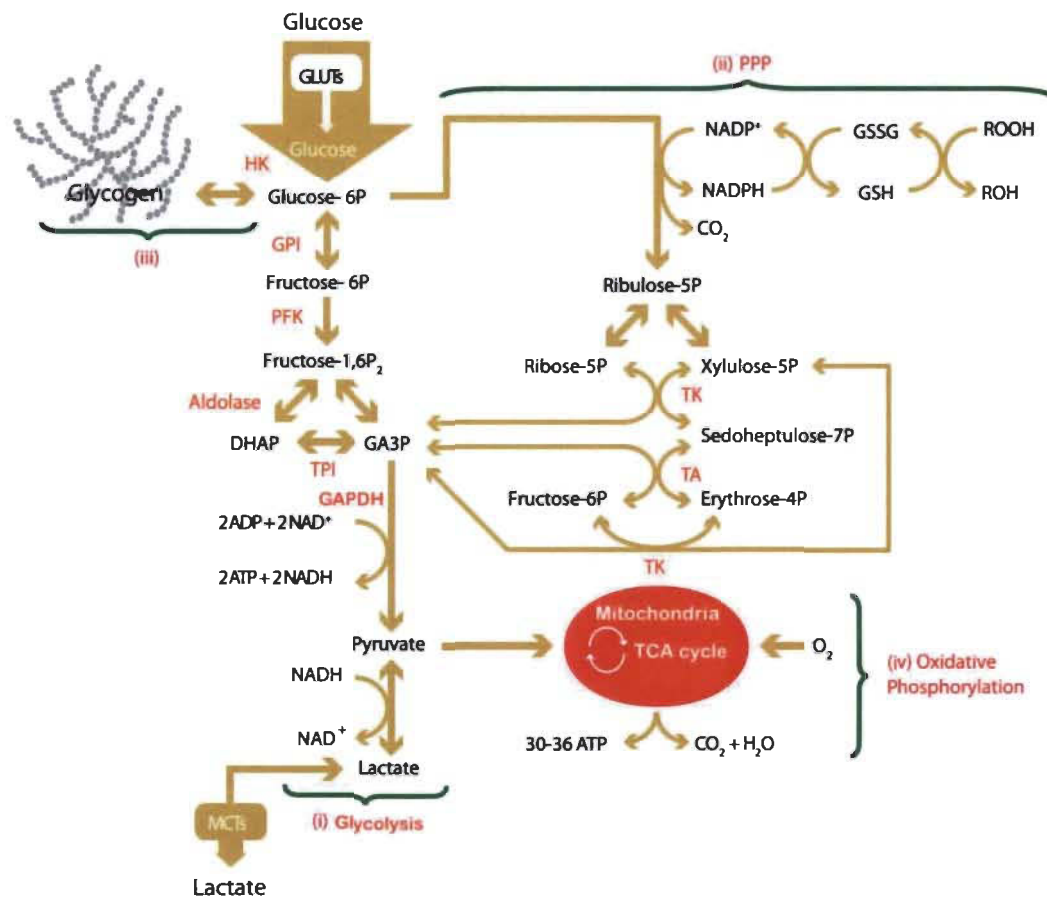 Glucose
GLUTs
Glucose
HK
Glycogen
Glucose- 6P
(iii)
GPI
Fructose- 6P
PFK
Fructose-1,6P₂
Aldolase
DHAP
GA3P
TPI
GAPDH
2ADP + 2NAD⁺
2ATP + 2NADH
Pyruvate
NADH
NAD⁺
Lactate
(i) Glycolysis
MCTs
Lactate
(ii) PPP
NADP⁺
GSSG
ROOH
NADPH
GSH
ROH
CO₂
Ribulose-5P
Ribose-5P
Xylulose-5P
TK
Sedoheptulose-7P
TA
Fructose-6P
Erythrose-4P
TK
Mitochondria
TCA cycle
O₂
(iv) Oxidative
Phosphorylation
30-36 ATP
CO₂ + H₂O